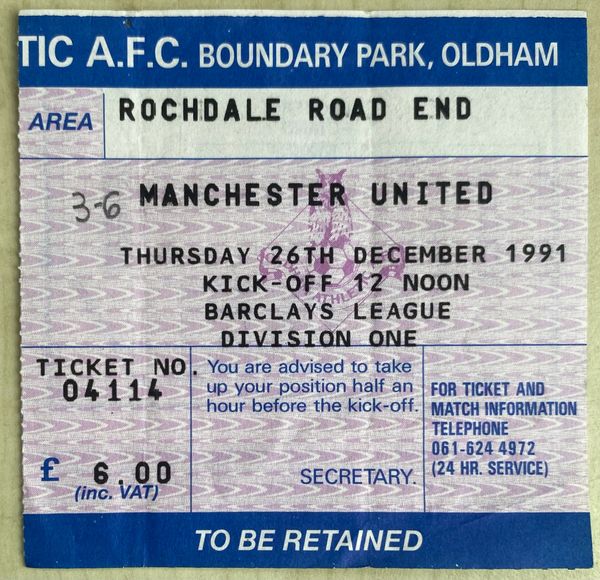 TIC A.F.C. BOUNDARY PARK, OLDHAM
AREA
ROCHDALE ROAD END
3-6
MANCHESTER UNITED
THURSDAY 26TH DECEMBER 1991
KICK-OFF 12 NOON
BARCLAYS LEAGUE
DIVISION ONE
TICKET NO.
04114
£ 6.00
(inc. VAT)
You are advised to take
up your position half an
hour before the kick-off.
SECRETARY.
FOR TICKET AND
MATCH INFORMATION
TELEPHONE
061-624 4972
(24 HR. SERVICE)
TO BE RETAINED